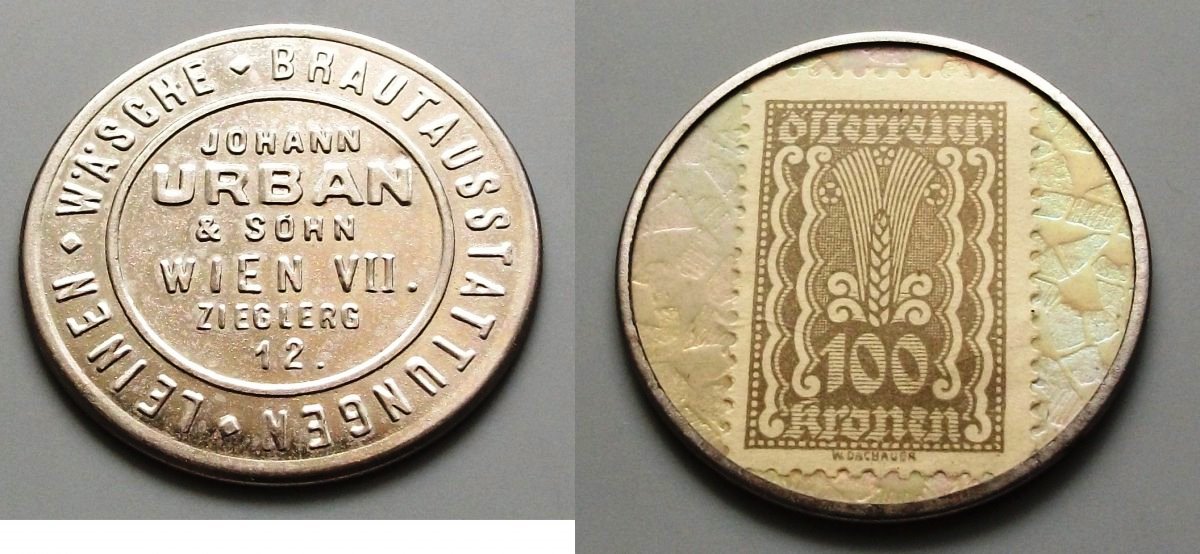 LEINEN ◆ WÄSCHE ◆ BRAUTAUSSTATTUNGEN ◆
JOHANN
URBAN
& SOHN
WIEN VII.
ZIEGLERG
12.
Österreich
100
Kronen
W.DACHAUER